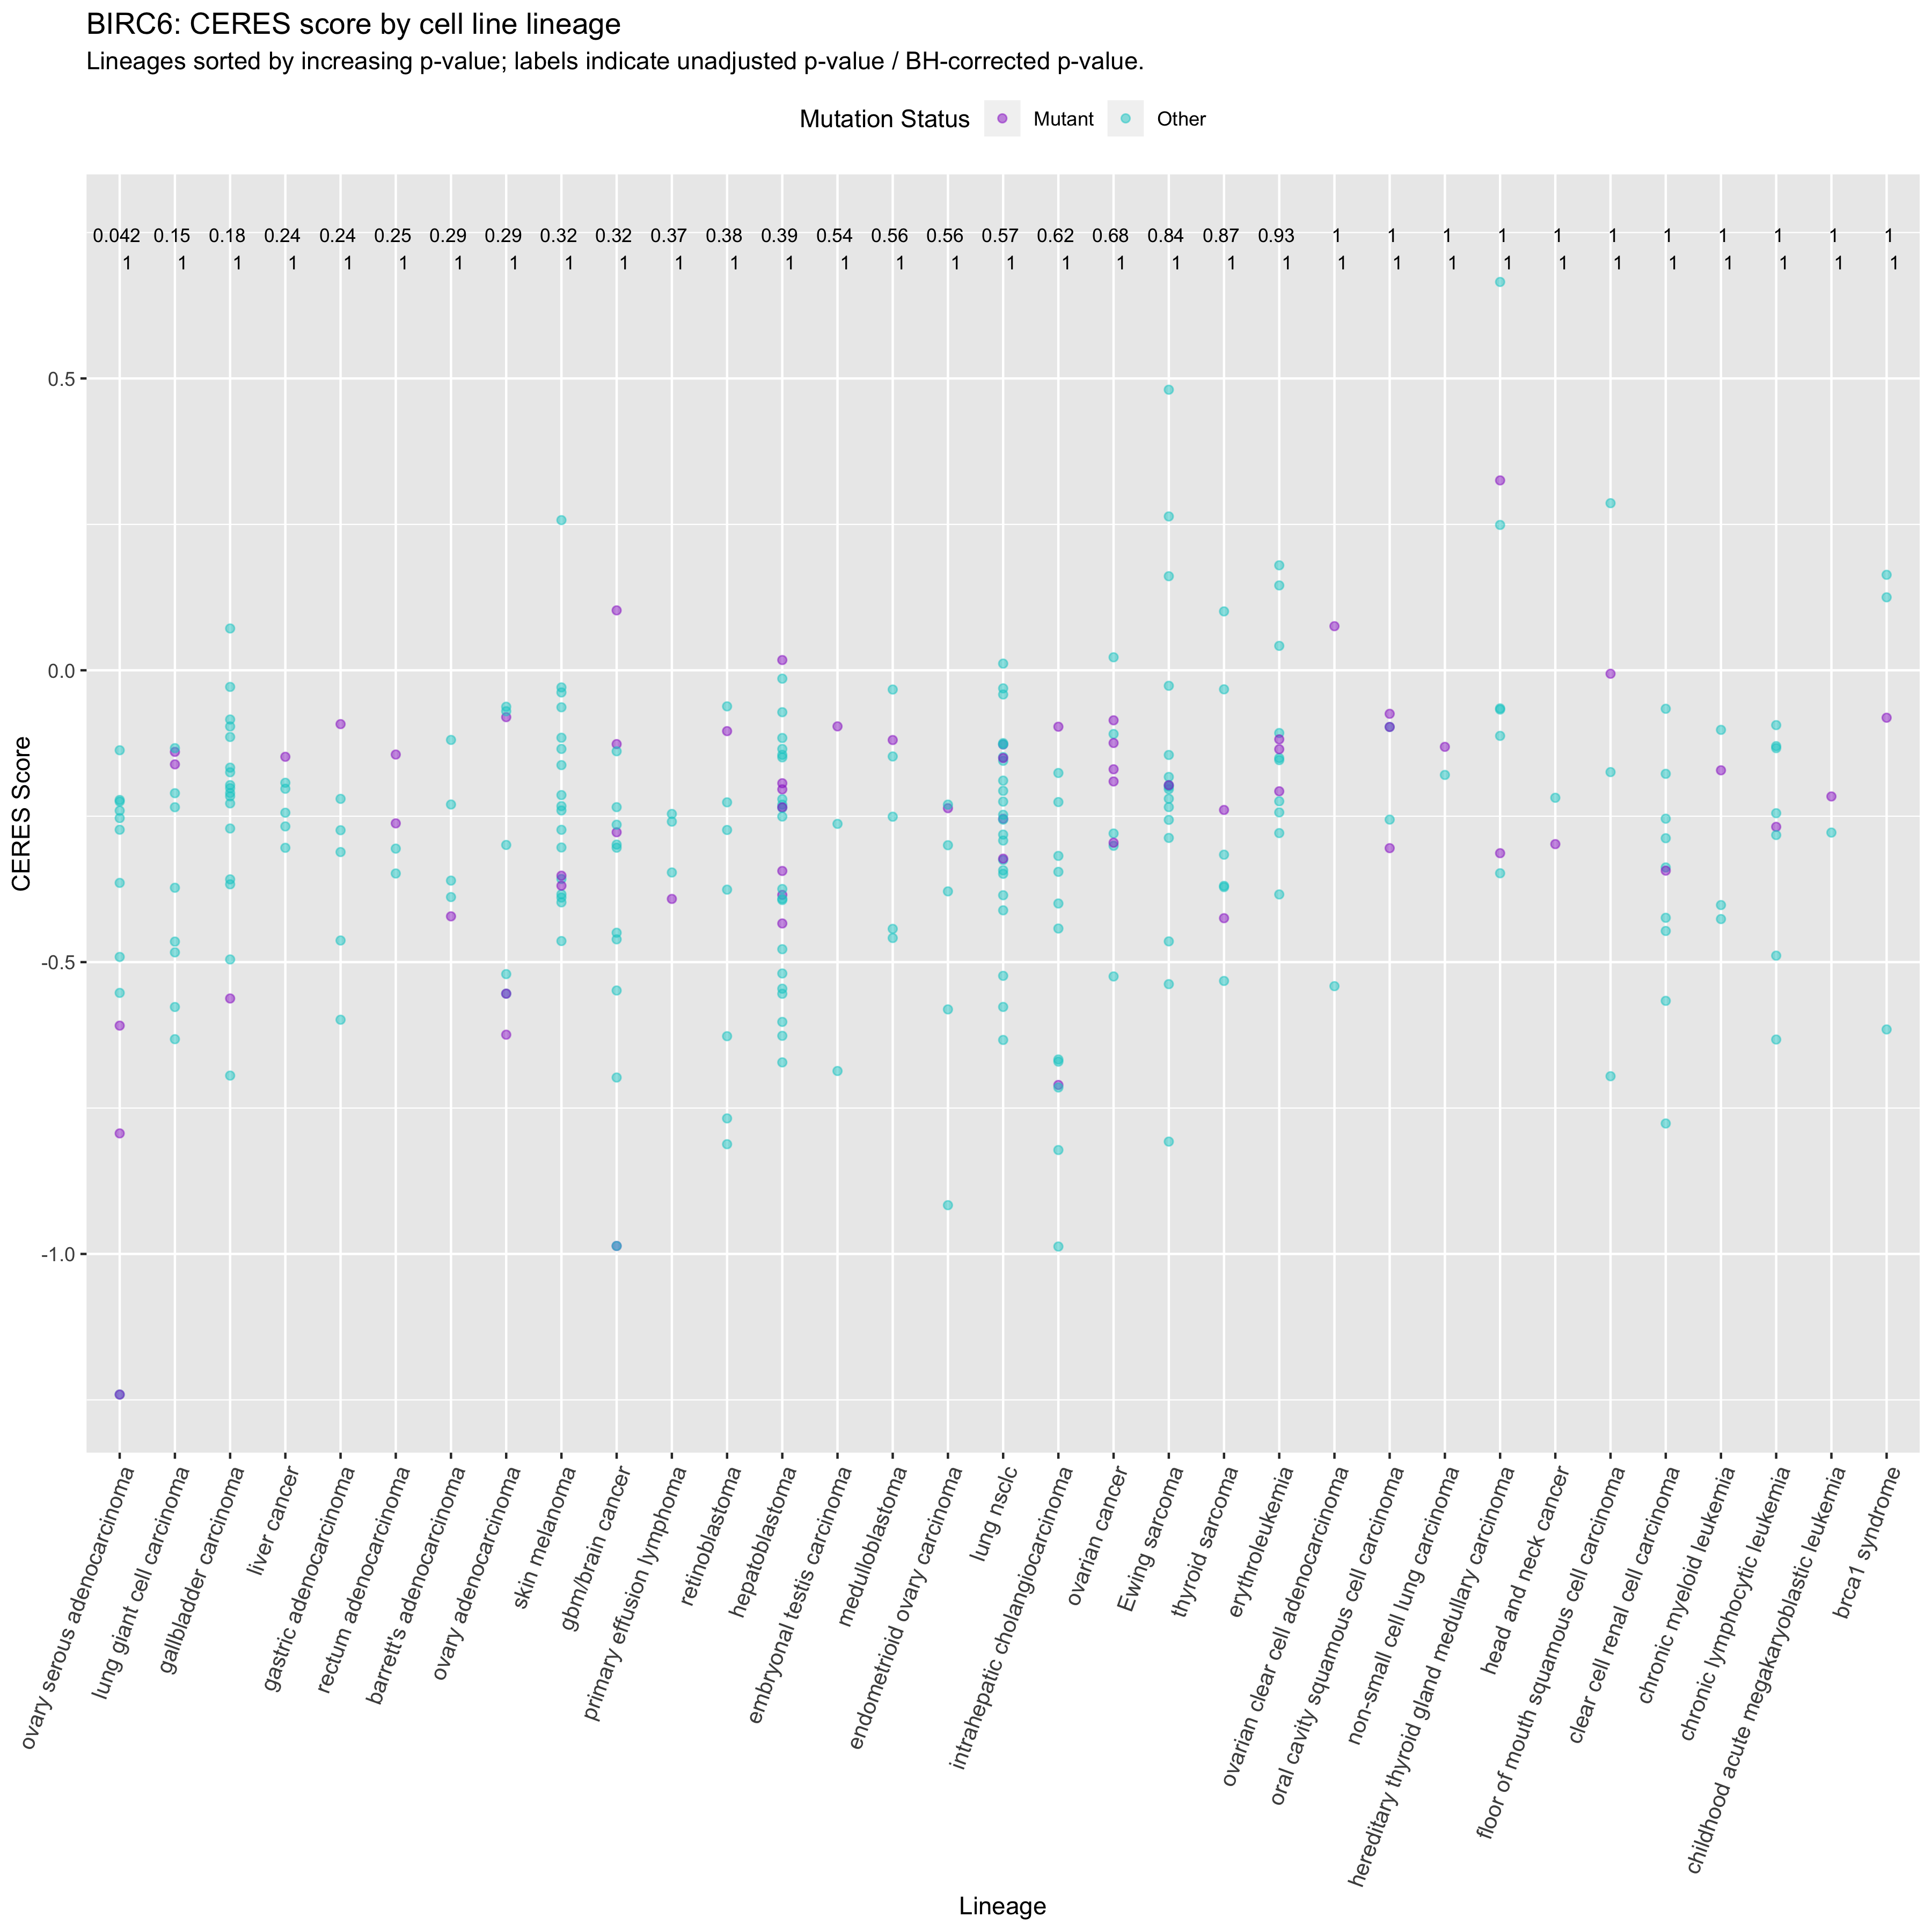 BIRC6: CERES score by cell line lineage
Lineages sorted by increasing p-value; labels indicate unadjusted p-value / BH-corrected p-value.
Mutation Status Mutant Other
0.042 0.15 0.18 0.24 0.24 0.25 0.29 0.29 0.32 0.32 0.37 0.38 0.39 0.54 0.56 0.56 0.57 0.62 0.68 0.84 0.87 0.93 1 1 1 1 1 1 1 1 1 1 1
1 1 1 1 1 1 1 1 1 1 1 1 1 1 1 1 1 1 1 1 1 1 1 1 1 1 1 1 1 1 1 1 1
0.5
0.0
-0.5
-1.0
CERES Score
ovary serous adenocarcinoma
lung giant cell carcinoma
gallbladder carcinoma
liver cancer
gastric adenocarcinoma
rectum adenocarcinoma
barrett's adenocarcinoma
ovary adenocarcinoma
skin melanoma
gbm/brain cancer
primary effusion lymphoma
retinoblastoma
hepatoblastoma
embryonal testis carcinoma
medulloblastoma
endometrioid ovary carcinoma
lung nsclc
intrahepatic cholangiocarcinoma
ovarian cancer
Ewing sarcoma
thyroid sarcoma
erytroleukemia
ovarian clear cell adenocarcinoma
oral cavity squamous cell carcinoma
non-small cell lung carcinoma
hereditary thyroid gland medullary carcinoma
head and neck cancer
floor of mouth squamous cell carcinoma
clear cell renal cell carcinoma
chronic myeloid leukemia
chronic lymphocytic leukemia
childhood acute megakaryoblastic leukemia
brca1 syndrome
Lineage